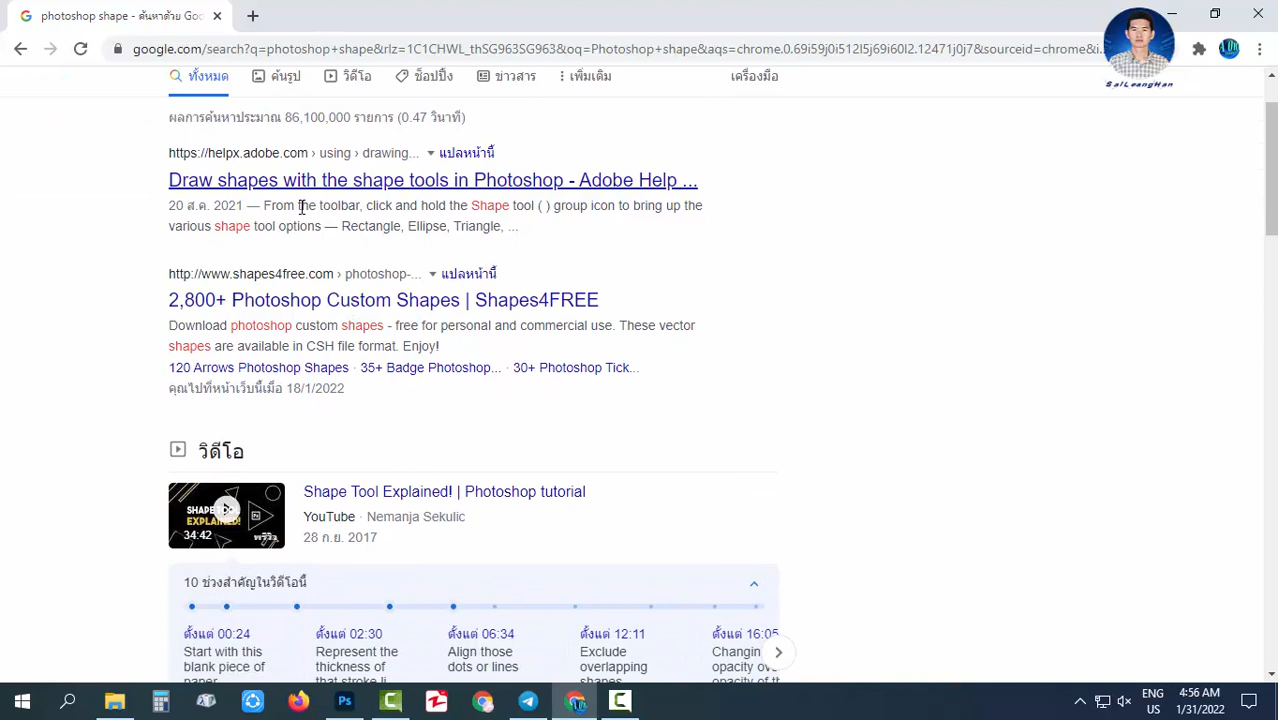 photoshop shape - ค้นหาด้วย Goo
google.com/search?q=photoshop+shape&rlz=1C1CHWL_thSG963SG963&oq=Photoshop+shape&aqs=chrome.0.69i59j0i512l5j69i60l2.12471j0j7&sourceid=chrome&i
SaiLeangHan
ทั้งหมด ค้นรูป วิดีโอ ช็อปปิ้ง ข่าวสาร เพิ่มเติม เครื่องมือ
ผลการค้นหาประมาณ 86,100,000 รายการ (0.47 วินาที)
https://helpx.adobe.com › using › drawing... แปลหน้านี้
Draw shapes with the shape tools in Photoshop - Adobe Help ...
20 ส.ค. 2021 — From the toolbar, click and hold the Shape tool ( ) group icon to bring up the
various shape tool options — Rectangle, Ellipse, Triangle, ...
http://www.shapes4free.com › photoshop-... แปลหน้านี้
2,800+ Photoshop Custom Shapes | Shapes4FREE
Download photoshop custom shapes - free for personal and commercial use. These vector
shapes are available in CSH file format. Enjoy!
120 Arrows Photoshop Shapes · 35+ Badge Photoshop... · 30+ Photoshop Tick...
คุณไปที่หน้าเว็บนี้เมื่อ 18/1/2022
วิดีโอ
SHAPE TOOL
EXPLAINED!
Ps
34:42
Shape Tool Explained! | Photoshop tutorial
YouTube · Nemanja Sekulic
28 ก.ย. 2017
10 ช่วงสำคัญในวิดีโอนี้
ตั้งแต่ 00:24 ตั้งแต่ 02:30 ตั้งแต่ 06:34 ตั้งแต่ 12:11 ตั้งแต่ 16:05
Start with this Represent the Align those Exclude Changin
blank piece of thickness of dots or lines overlapping opacity ov
paper that stroke li shapes opacity of t
ENG
US
4:56 AM
1/31/2022